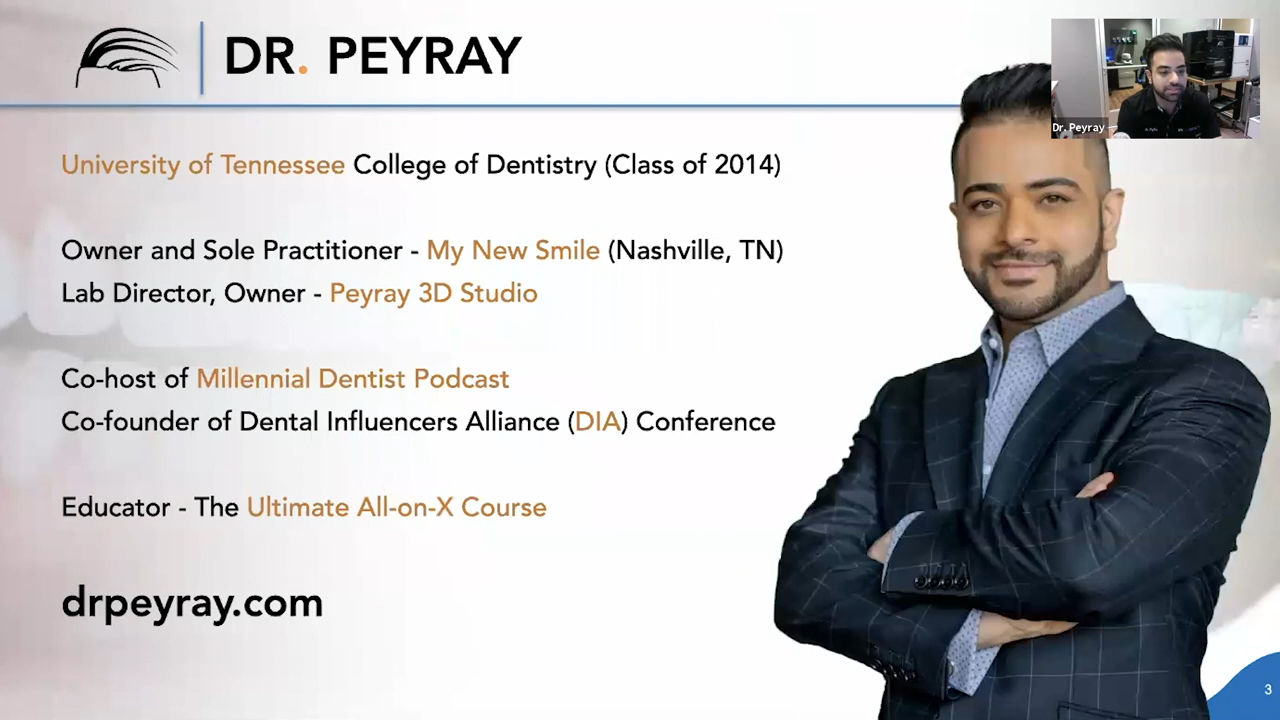 DR. PEYRAY
Dr. Peyray
University of Tennessee College of Dentistry (Class of 2014)
Owner and Sole Practitioner - My New Smile (Nashville, TN)
Lab Director, Owner - Peyray 3D Studio
Co-host of Millennial Dentist Podcast
Co-founder of Dental Influencers Alliance (DIA) Conference
Educator - The Ultimate All-on-X Course
drpeyray.com
3